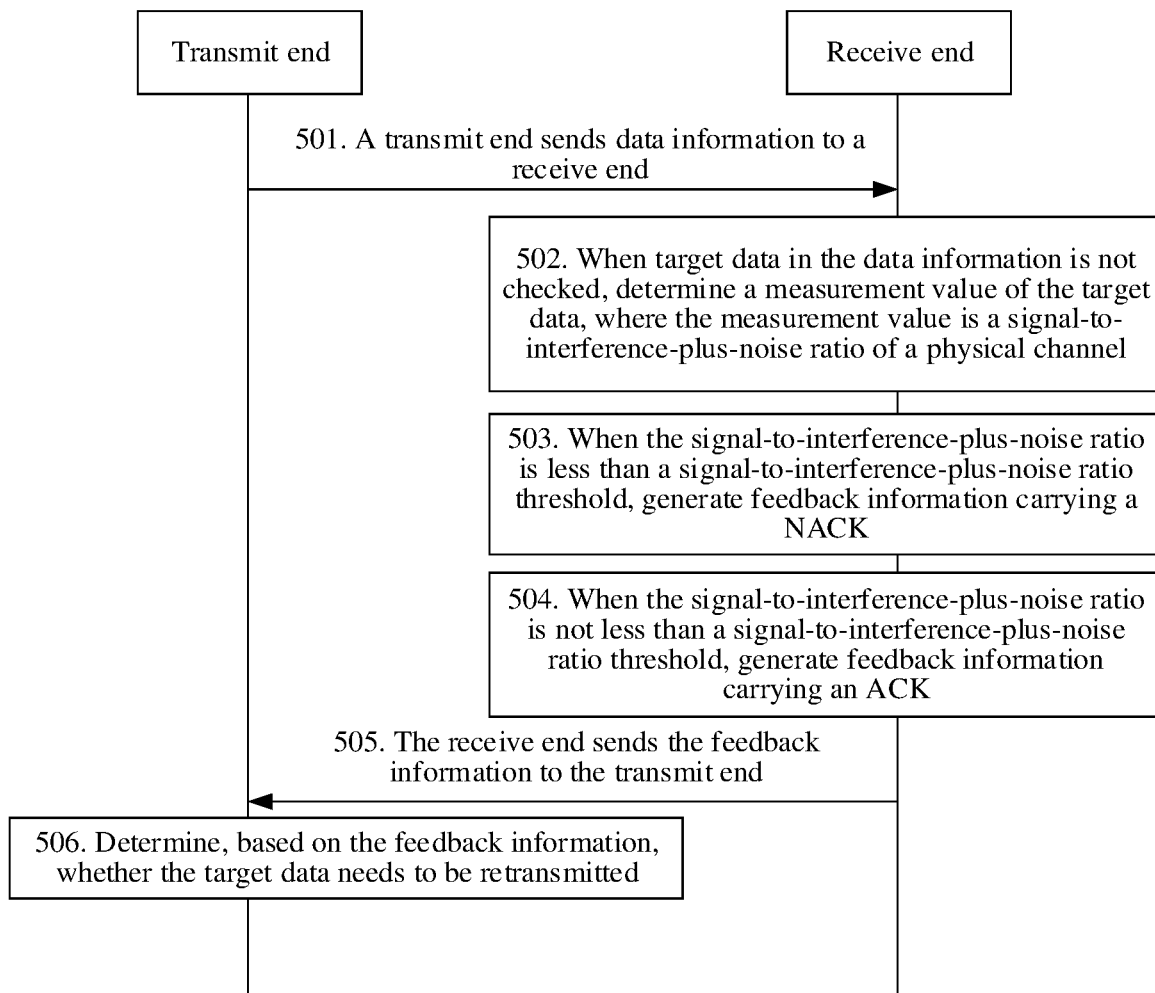 Transmit end
Receive end
501. A transmit end sends data information to a
receive end
502. When target data in the data information is not
checked, determine a measurement value of the target
data, where the measurement value is a signal-to-
interference-plus-noise ratio of a physical channel
503. When the signal-to-interference-plus-noise ratio
is less than a signal-to-interference-plus-noise ratio
threshold, generate feedback information carrying a
NACK
504. When the signal-to-interference-plus-noise ratio
is not less than a signal-to-interference-plus-noise
ratio threshold, generate feedback information
carrying an ACK
505. The receive end sends the feedback
information to the transmit end
506. Determine, based on the feedback information,
whether the target data needs to be retransmitted